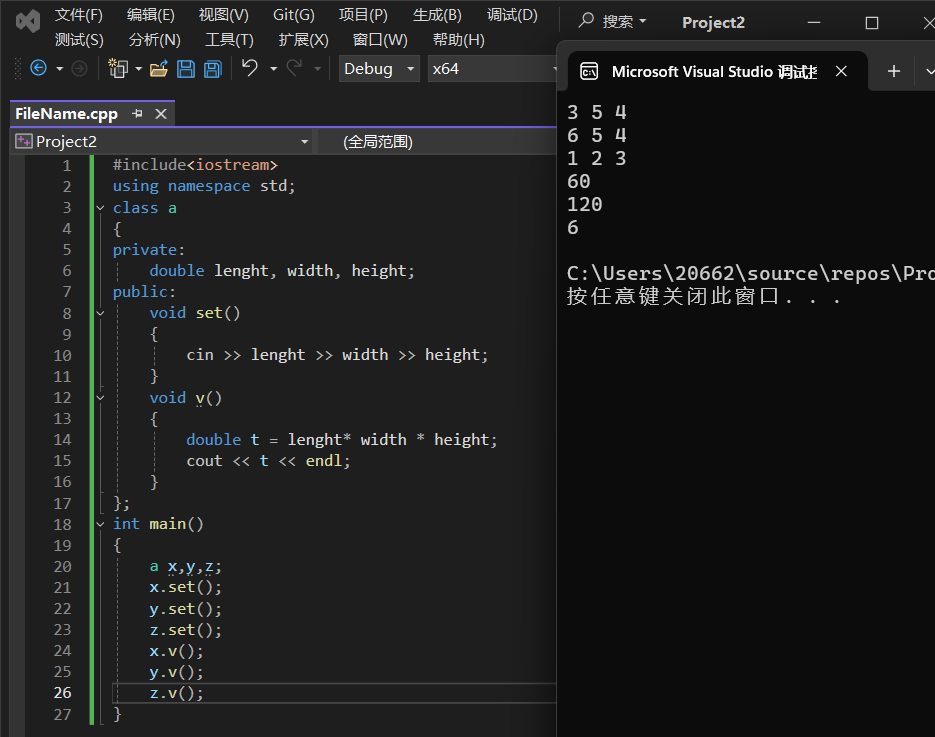 文件(F) 编辑(E) 视图(V) Git(G) 项目(P) 生成(B) 调试(D) 搜索 Project2
测试(S) 分析(N) 工具(T) 扩展(X) 窗口(W) 帮助(H)
Debug x64
FileName.cpp
Project2 (全局范围)
1 #include<iostream>
2 using namespace std;
3 class a
4 {
5 private:
6 double lenght, width, height;
7 public:
8 void set()
9 {
10 cin >> lenght >> width >> height;
11 }
12 void v()
13 {
14 double t = lenght* width * height;
15 cout << t << endl;
16 }
17 };
18 int main()
19 {
20 a x,y,z;
21 x.set();
22 y.set();
23 z.set();
24 x.v();
25 y.v();
26 z.v();
27 }
Microsoft Visual Studio 调试
3 5 4
6 5 4
1 2 3
60
120
6
C:\Users\20662\source\repos\Pro
按任意键关闭此窗口. . .